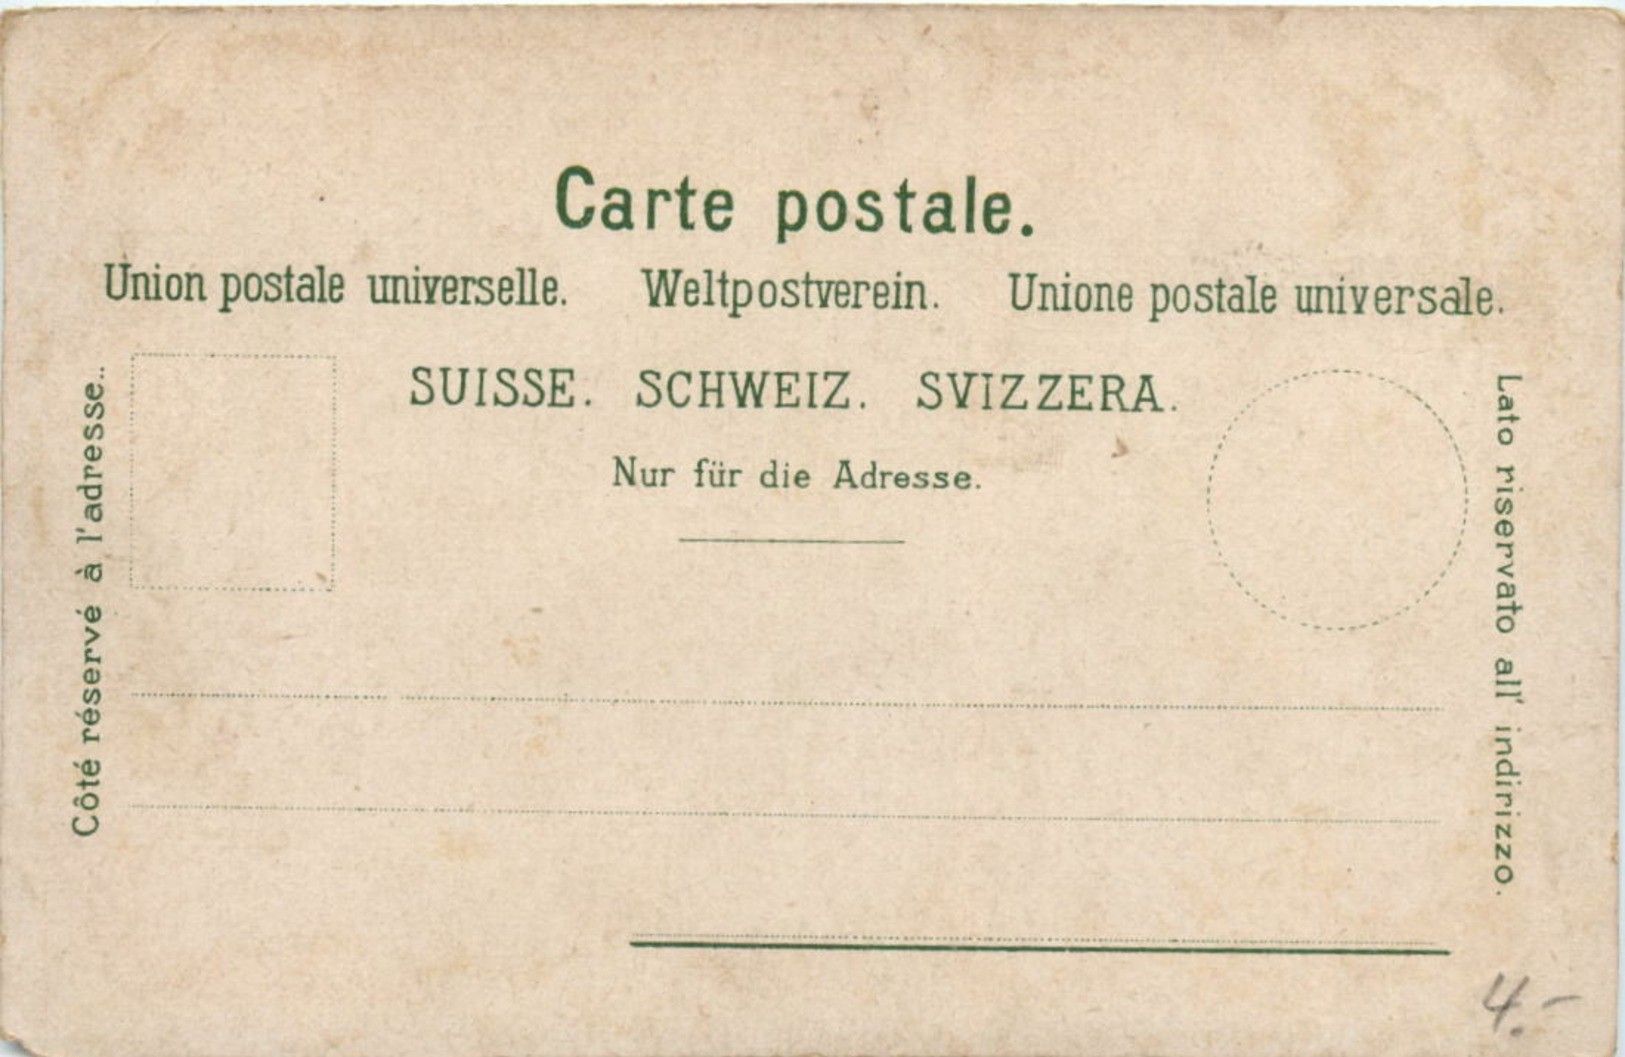 Carte postale.
Union postale universelle. Weltpostverein. Unione postale universale.
SUISSE. SCHWEIZ. SVIZZERA.
Nur für die Adresse.
Côté réservé à l'adresse..
Lato riservato all' indirizzo.
4.-